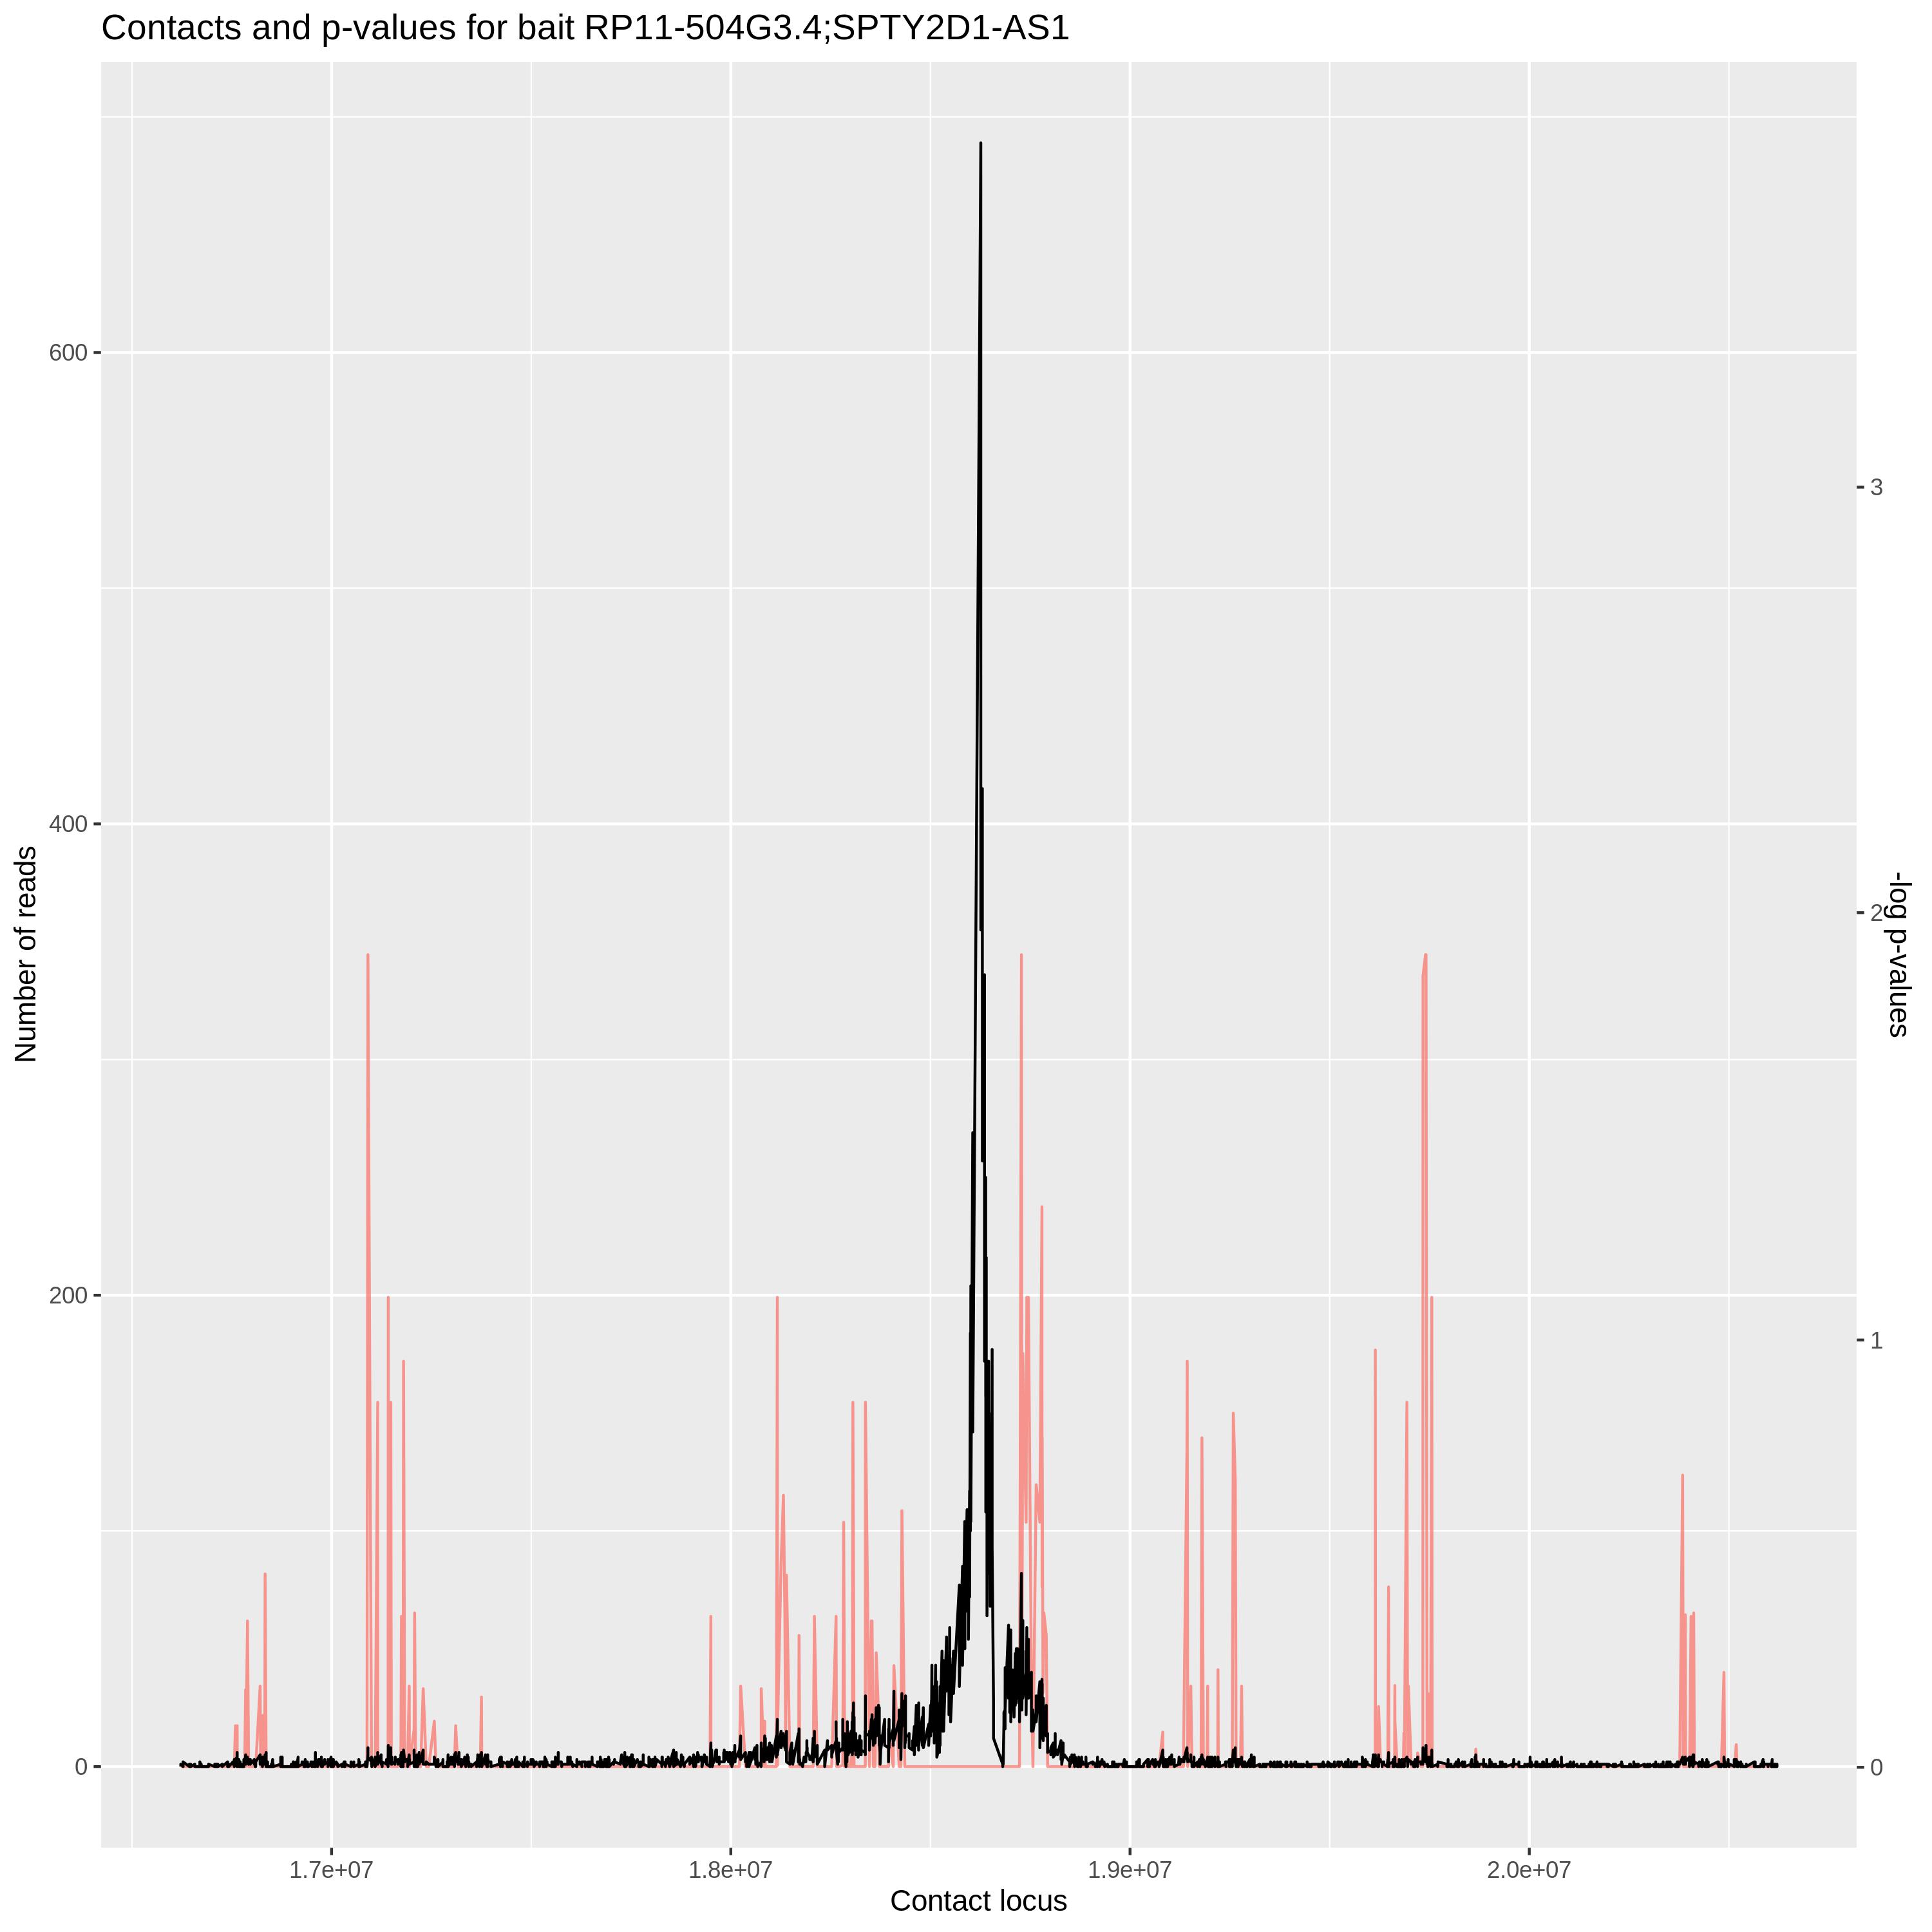 Contacts and p-values for bait RP11-504G3.4;SPTY2D1-AS1
600
400
200
0
Number of reads
3
2
1
0
-log p-values
1.7e+07 1.8e+07 1.9e+07 2.0e+07
Contact locus